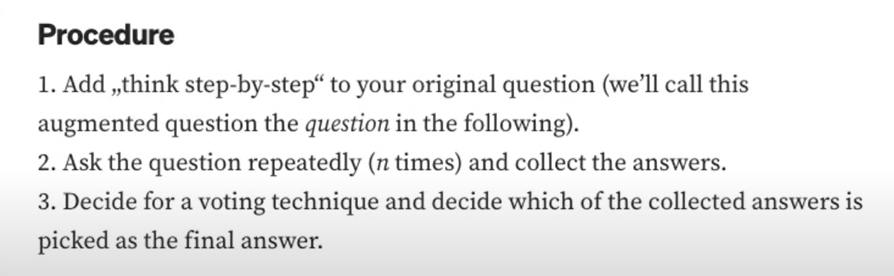 Procedure
1. Add „think step-by-step“ to your original question (we’ll call this
augmented question the question in the following).
2. Ask the question repeatedly (n times) and collect the answers.
3. Decide for a voting technique and decide which of the collected answers is
picked as the final answer.